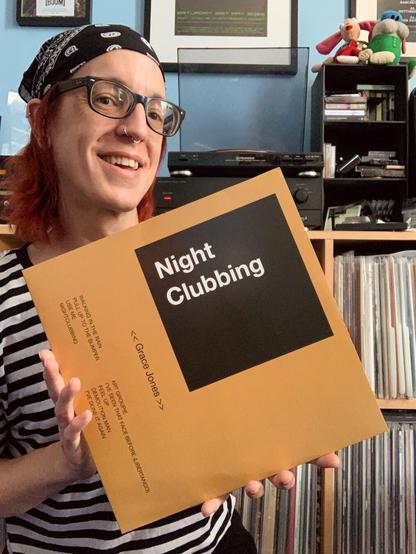 [BOOM]
Night
Clubbing
<< Grace Jones >>
WALKING IN THE RAIN
PULL UP TO THE BUMPER
USE ME
NIGHTCLUBBING
ART GROUPIE
I'VE SEEN THAT FACE BEFORE (LIBERTANGO)
FEEL UP
DEMOLITION MAN
I'VE DONE IT AGAIN